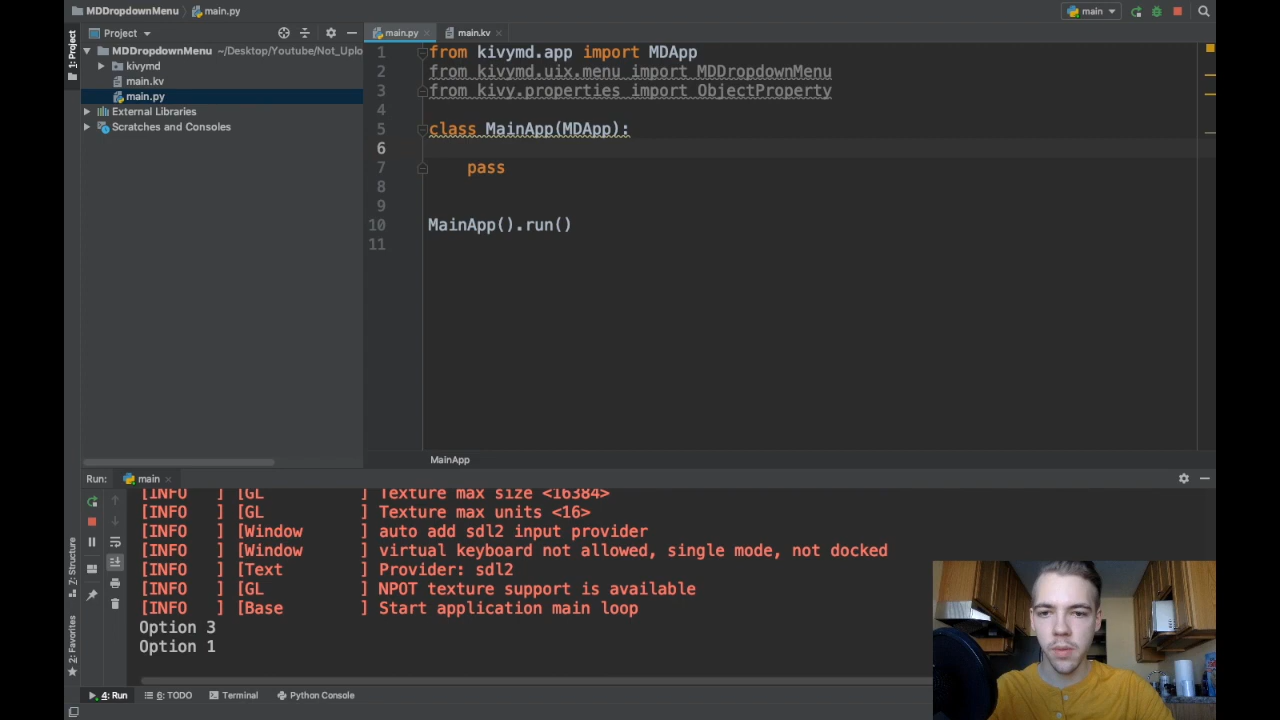 MDDropdownMenu
main.py
main
1: Project
Project
main.py
main.kv
MDDropdownMenu ~/Desktop/Youtube/Not_Uplo
kivymd
main.kv
main.py
External Libraries
Scratches and Consoles
1 from kivymd.app import MDApp
2 from kivymd.uix.menu import MDDropdownMenu
3 from kivy.properties import ObjectProperty
4
5 class MainApp(MDApp):
6
7 pass
8
9
10 MainApp().run()
11
MainApp
Run: main
[INFO ] [GL ] Texture max size <16384>
[INFO ] [GL ] Texture max units <16>
[INFO ] [Window ] auto add sdl2 input provider
[INFO ] [Window ] virtual keyboard not allowed, single mode, not docked
[INFO ] [Text ] Provider: sdl2
[INFO ] [GL ] NPOT texture support is available
[INFO ] [Base ] Start application main loop
Option 3
Option 1
7: Structure
2: Favorites
4: Run
6: TODO
Terminal
Python Console